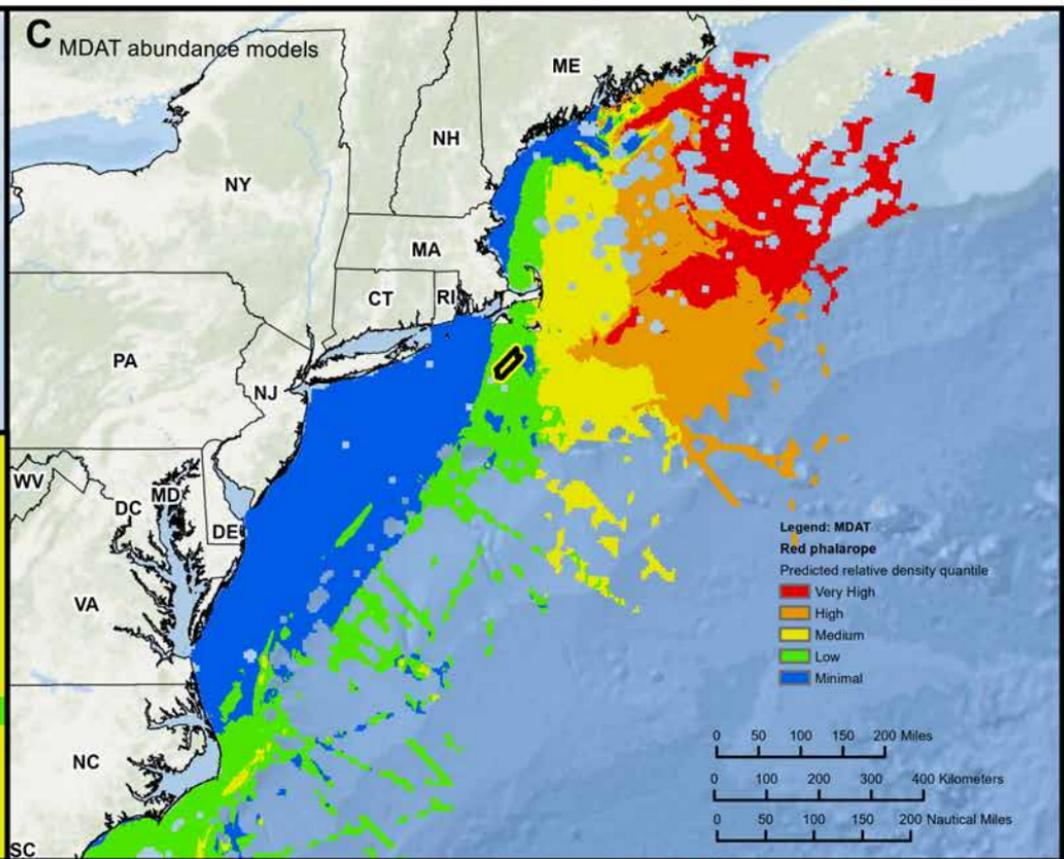 C MDAT abundance models
ME
NH
NY
MA
CT
RI
PA
NJ
WV
MD
DC
DE
VA
NC
SC
Legend: MDAT
Red phalarope
Predicted relative density quantile
Very High
High
Medium
Low
Minimal
0 50 100 150 200 Miles
0 100 200 300 400 Kilometers
0 50 100 150 200 Nautical Miles